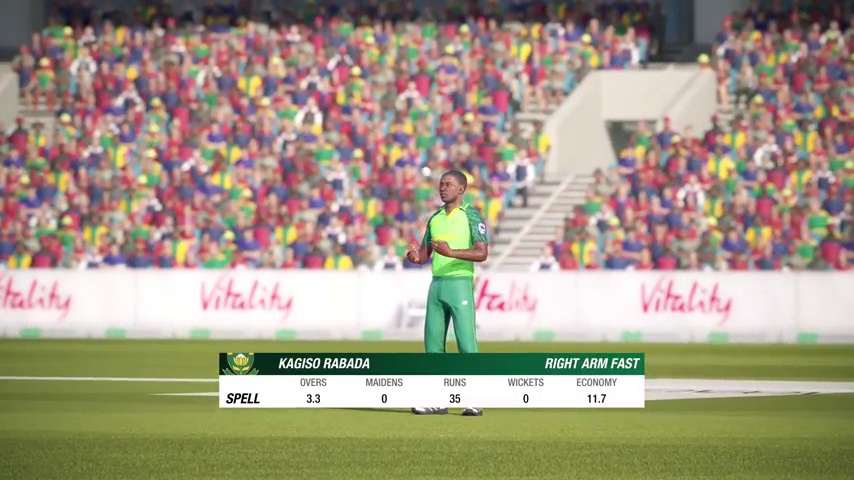 Vitality Vitality Vitality Vitality
KAGISO RABADA RIGHT ARM FAST
OVERS MAIDENS RUNS WICKETS ECONOMY
SPELL 3.3 0 35 0 11.7